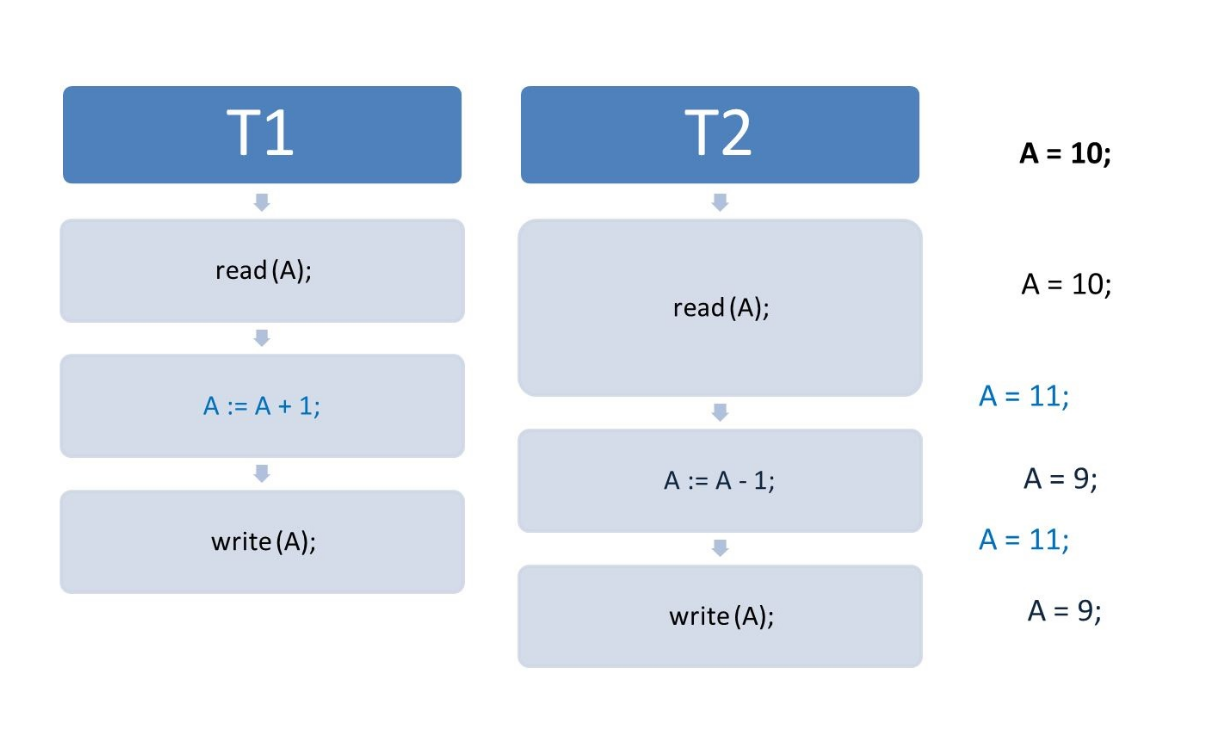 T1
T2
A = 10;
read(A);
read(A);
A = 10;
A := A + 1;
A = 11;
A := A - 1;
A = 9;
write(A);
A = 11;
write(A);
A = 9;